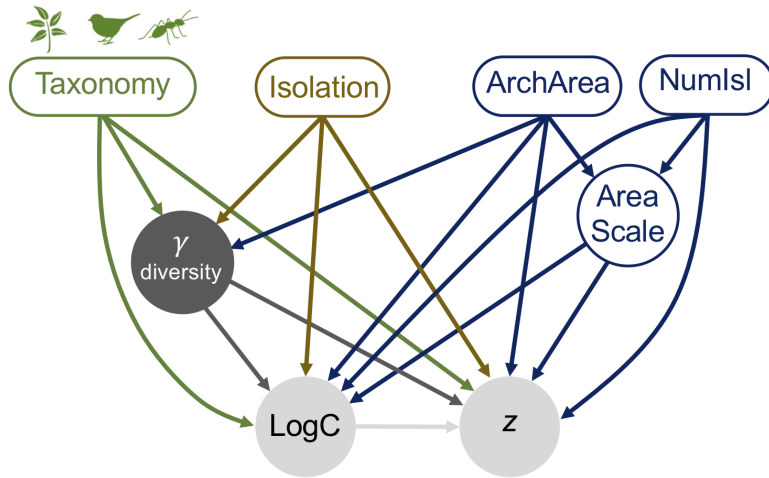 Taxonomy
Isolation
ArchArea
NumIsl
Area
Scale
γ
diversity
LogC
z